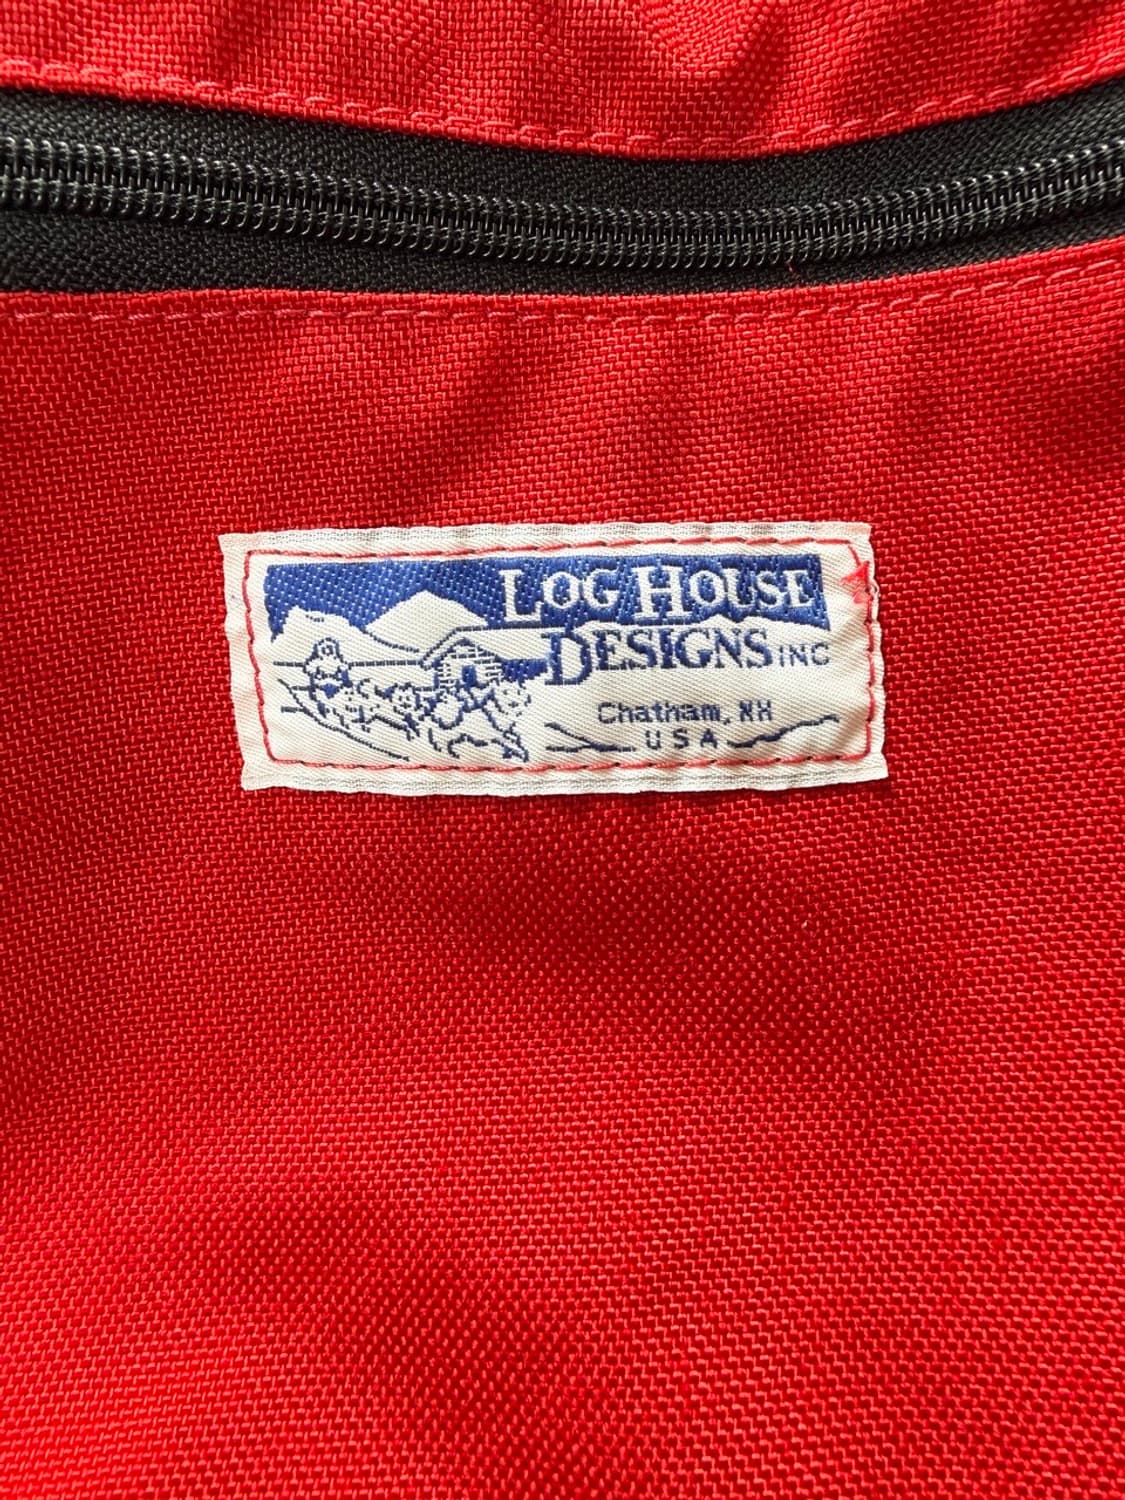 LOG HOUSE
DESIGNS INC
Chatham, NH
USA